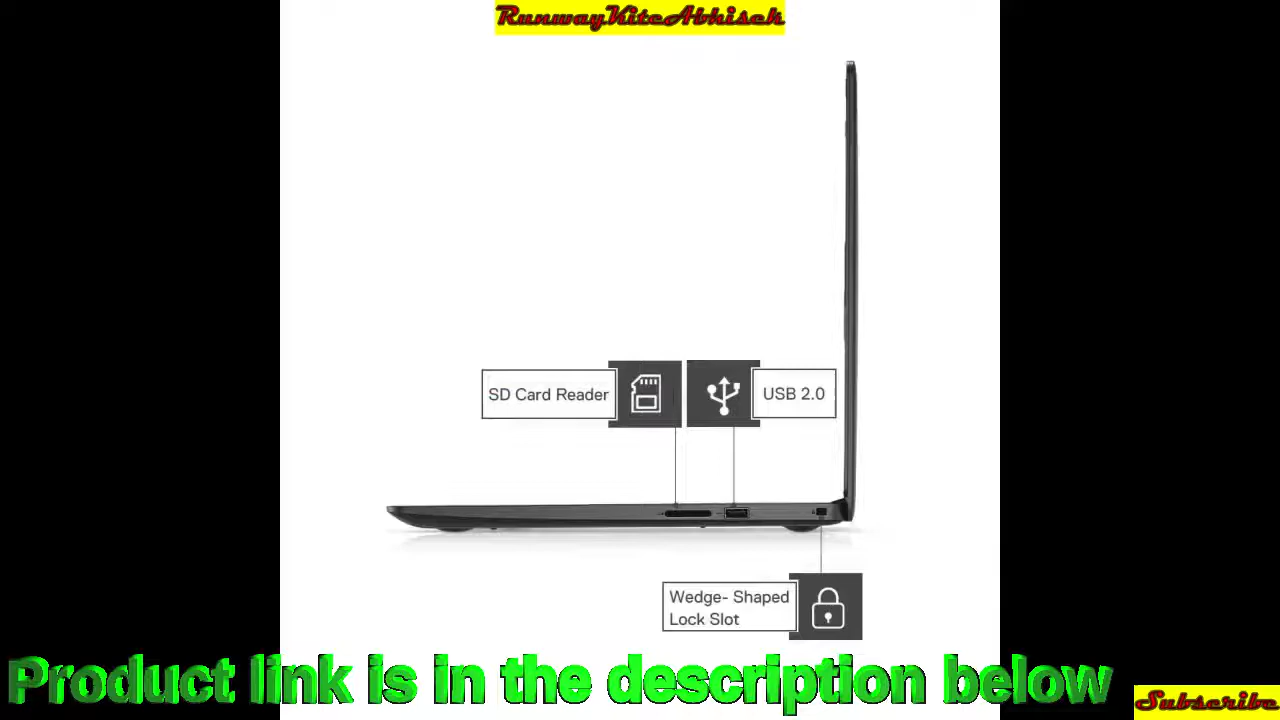 RunwayKiteAbhisek
SD Card Reader
USB 2.0
Wedge- Shaped
Lock Slot
Product link is in the description below
Subscribe